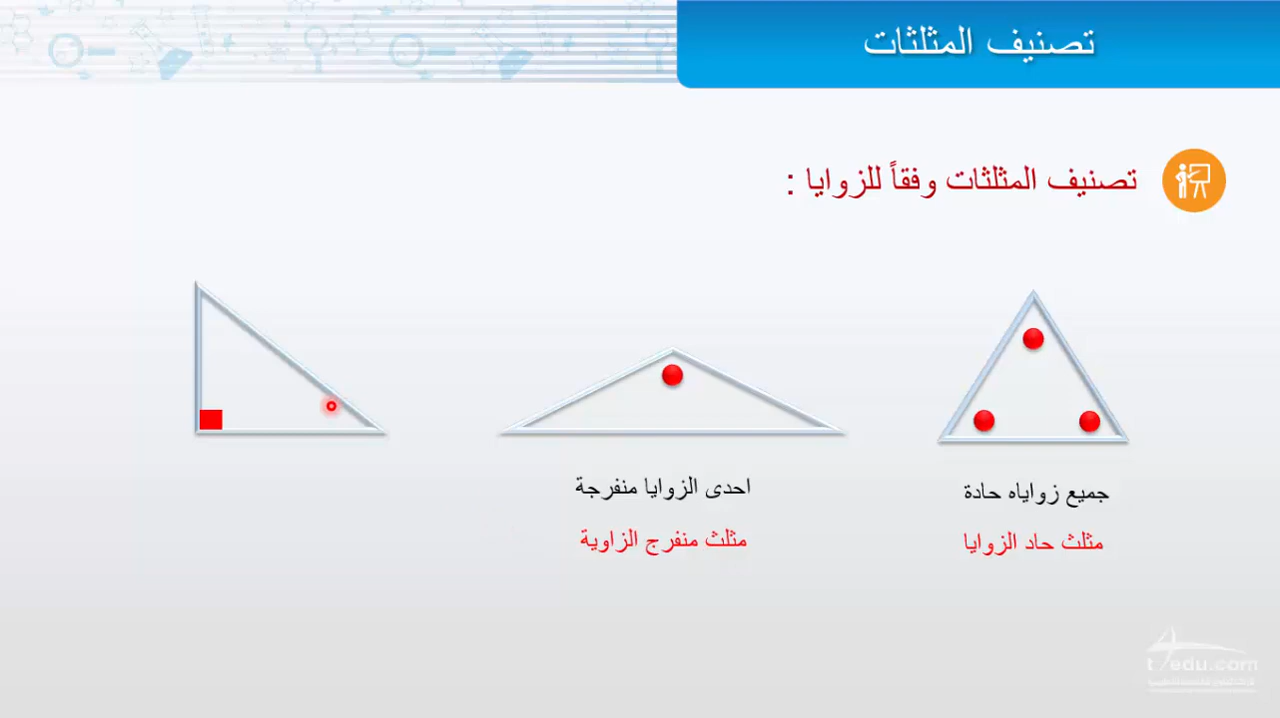 تصنيف المثلثات
تصنيف المثلثات وفقاً للزوايا :
جميع زواياه حادة
مثلث حاد الزوايا
احدى الزوايا منفرجة
مثلث منفرج الزاوية
t4edu.com